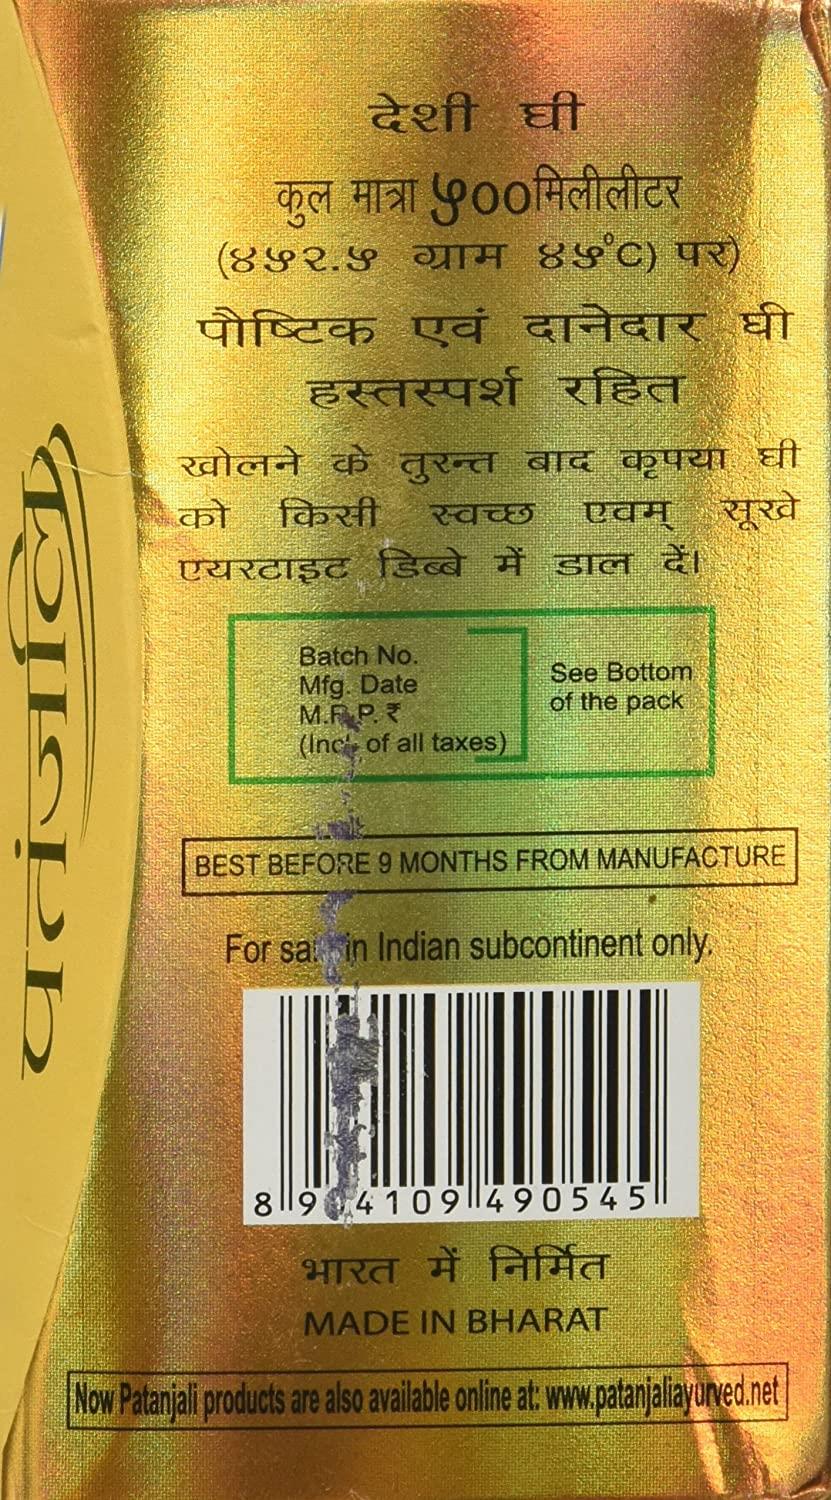 देशी घी
कुल मात्रा ५०० मिलीलीटर
(४५२.५ ग्राम ४५°C) पर)
पौष्टिक एवं दानेदार घी
हस्तस्पर्श रहित
खोलने के तुरन्त बाद कृपया घी
को किसी स्वच्छ एवम् सूखे
एयरटाइट डिब्बे में डाल दें।
Batch No.
Mfg. Date
M.R.P. ₹
(Incl. of all taxes)
See Bottom
of the pack
BEST BEFORE 9 MONTHS FROM MANUFACTURE
For sale in Indian subcontinent only.
8 904109 490545
भारत में निर्मित
MADE IN BHARAT
Now Patanjali products are also available online at: www.patanjaliayurved.net
पतंजलि